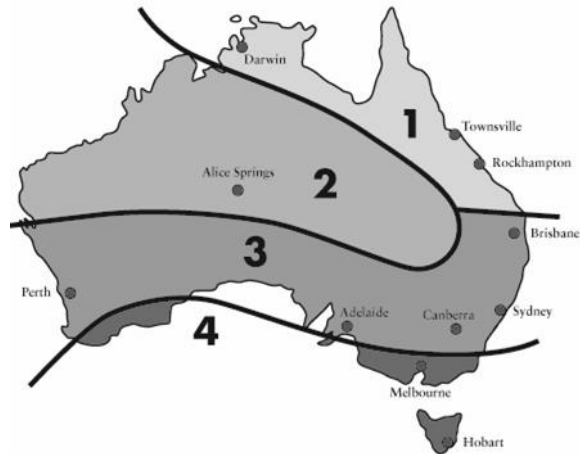 Darwin
1
Townsville
Rockhampton
Alice Springs
2
Brisbane
3
Perth
Adelaide
Canberra
Sydney
4
Melbourne
Hobart